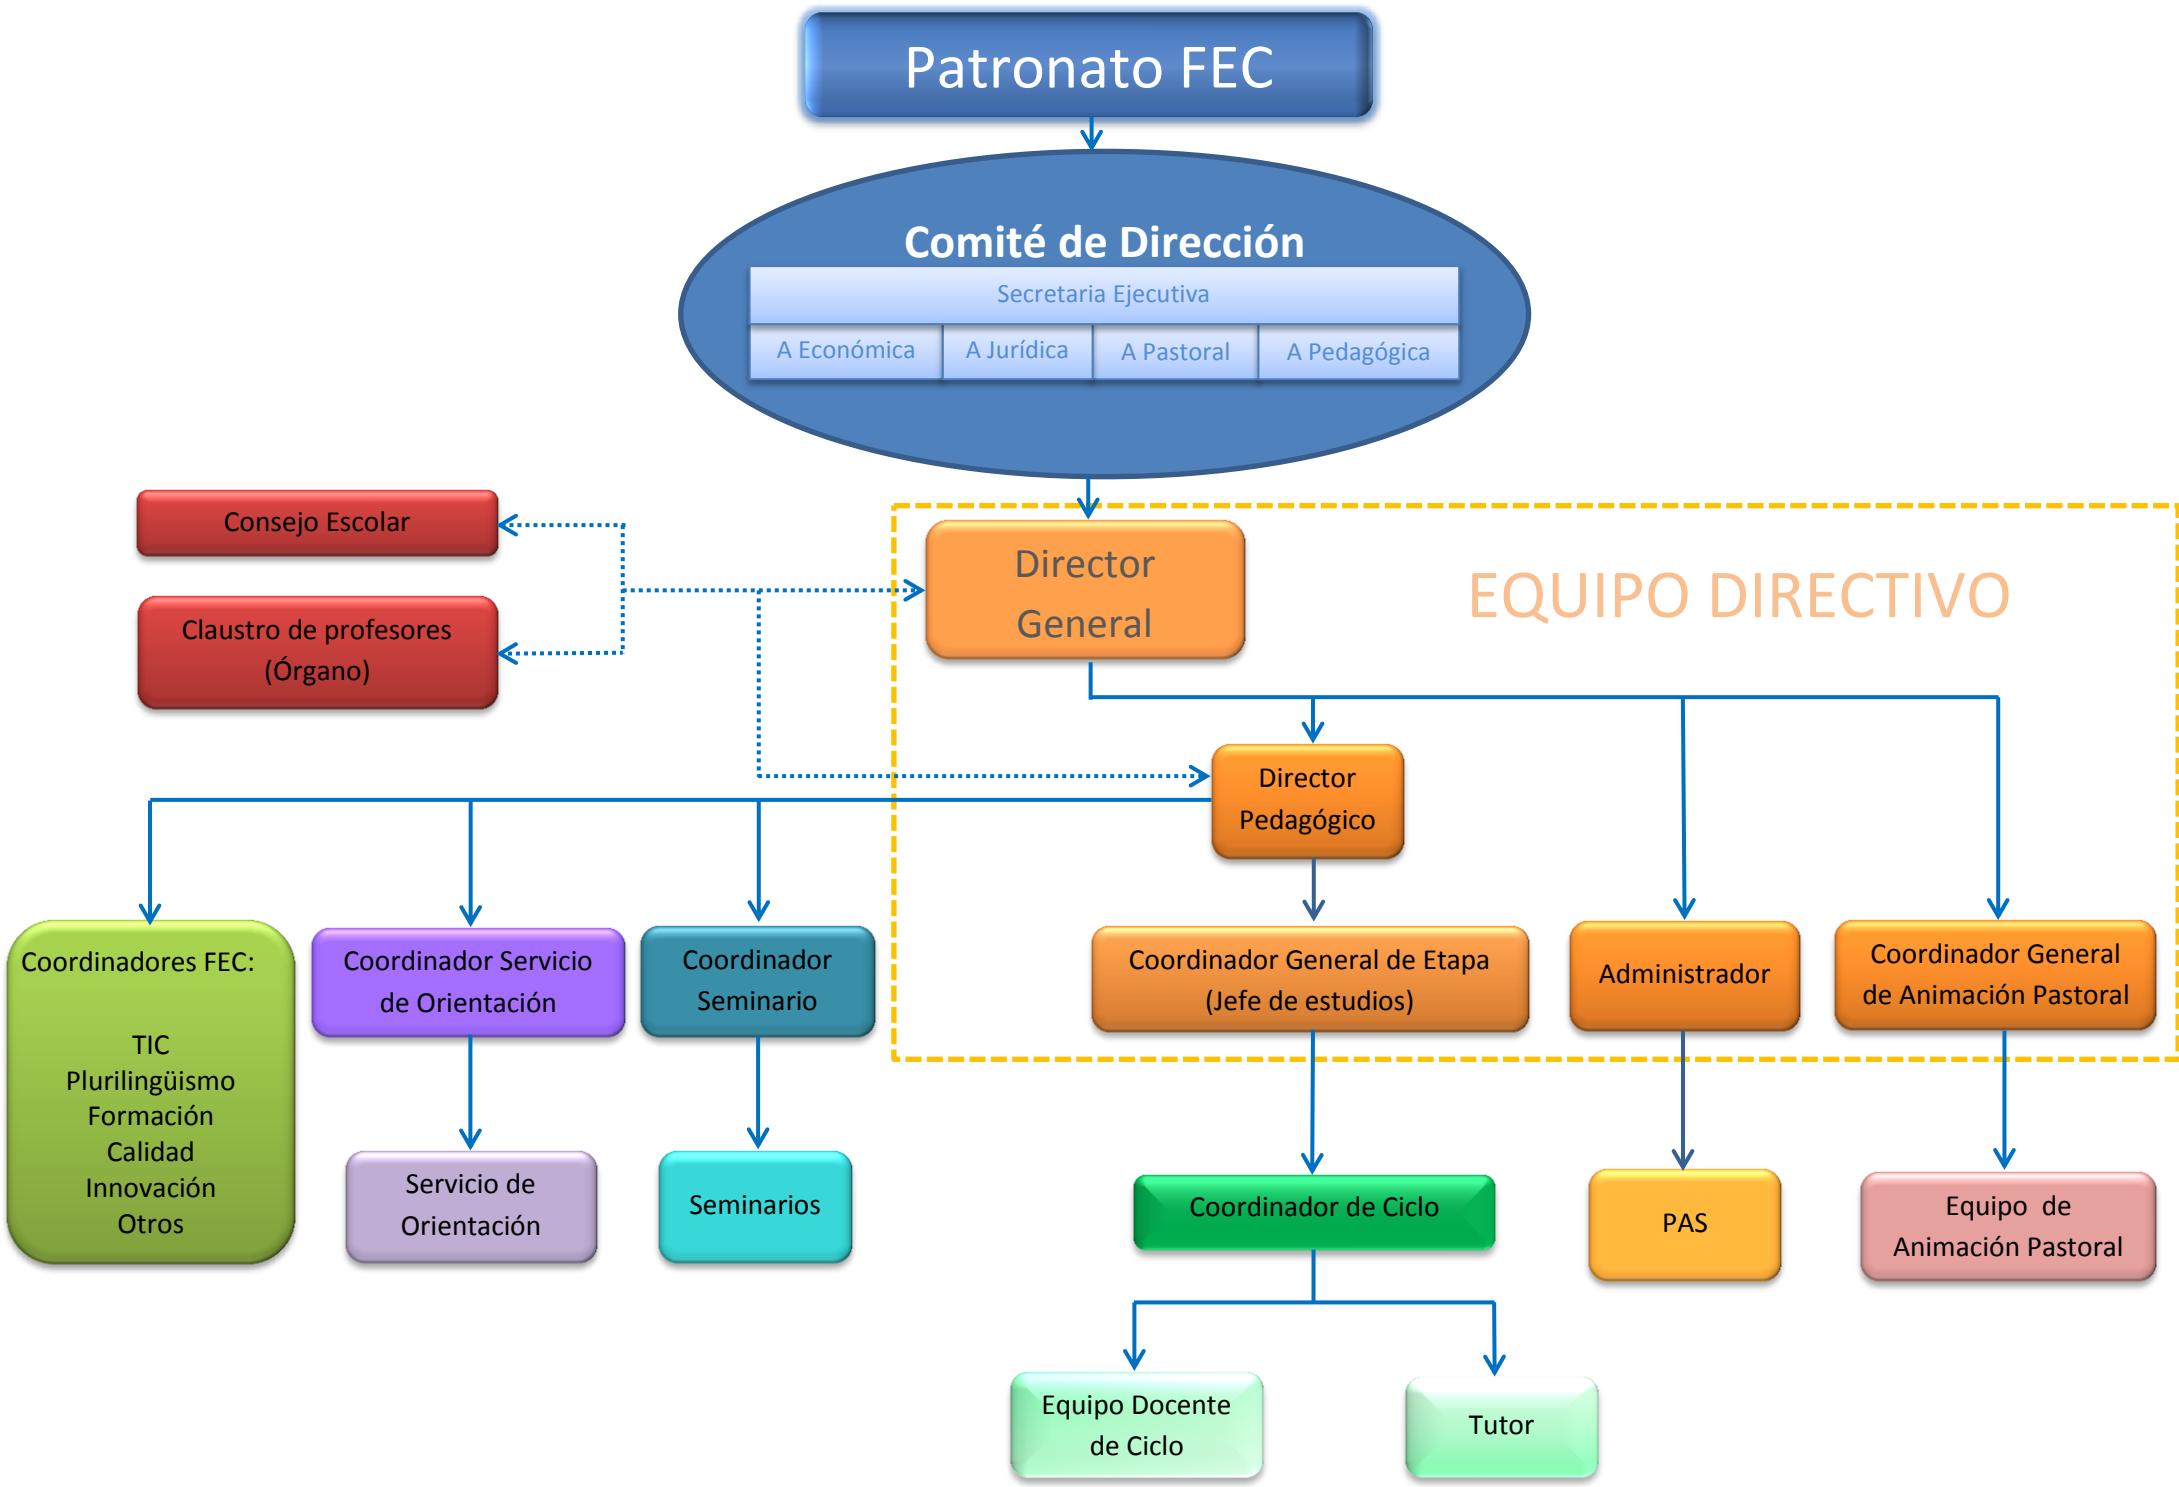 Patronato FEC
Comité de Dirección
Secretaria Ejecutiva
A Económica
A Jurídica
A Pastoral
A Pedagógica
Consejo Escolar
Claustro de profesores
(Órgano)
Director
General
EQUIPO DIRECTIVO
Director
Pedagógico
Coordinadores FEC:
TIC
Plurilingüismo
Formación
Calidad
Innovación
Otros
Coordinador Servicio
de Orientación
Coordinador
Seminario
Coordinador General de Etapa
(Jefe de estudios)
Administrador
Coordinador General
de Animación Pastoral
Servicio de
Orientación
Seminarios
Coordinador de Ciclo
PAS
Equipo  de
Animación Pastoral
Equipo Docente
de Ciclo
Tutor